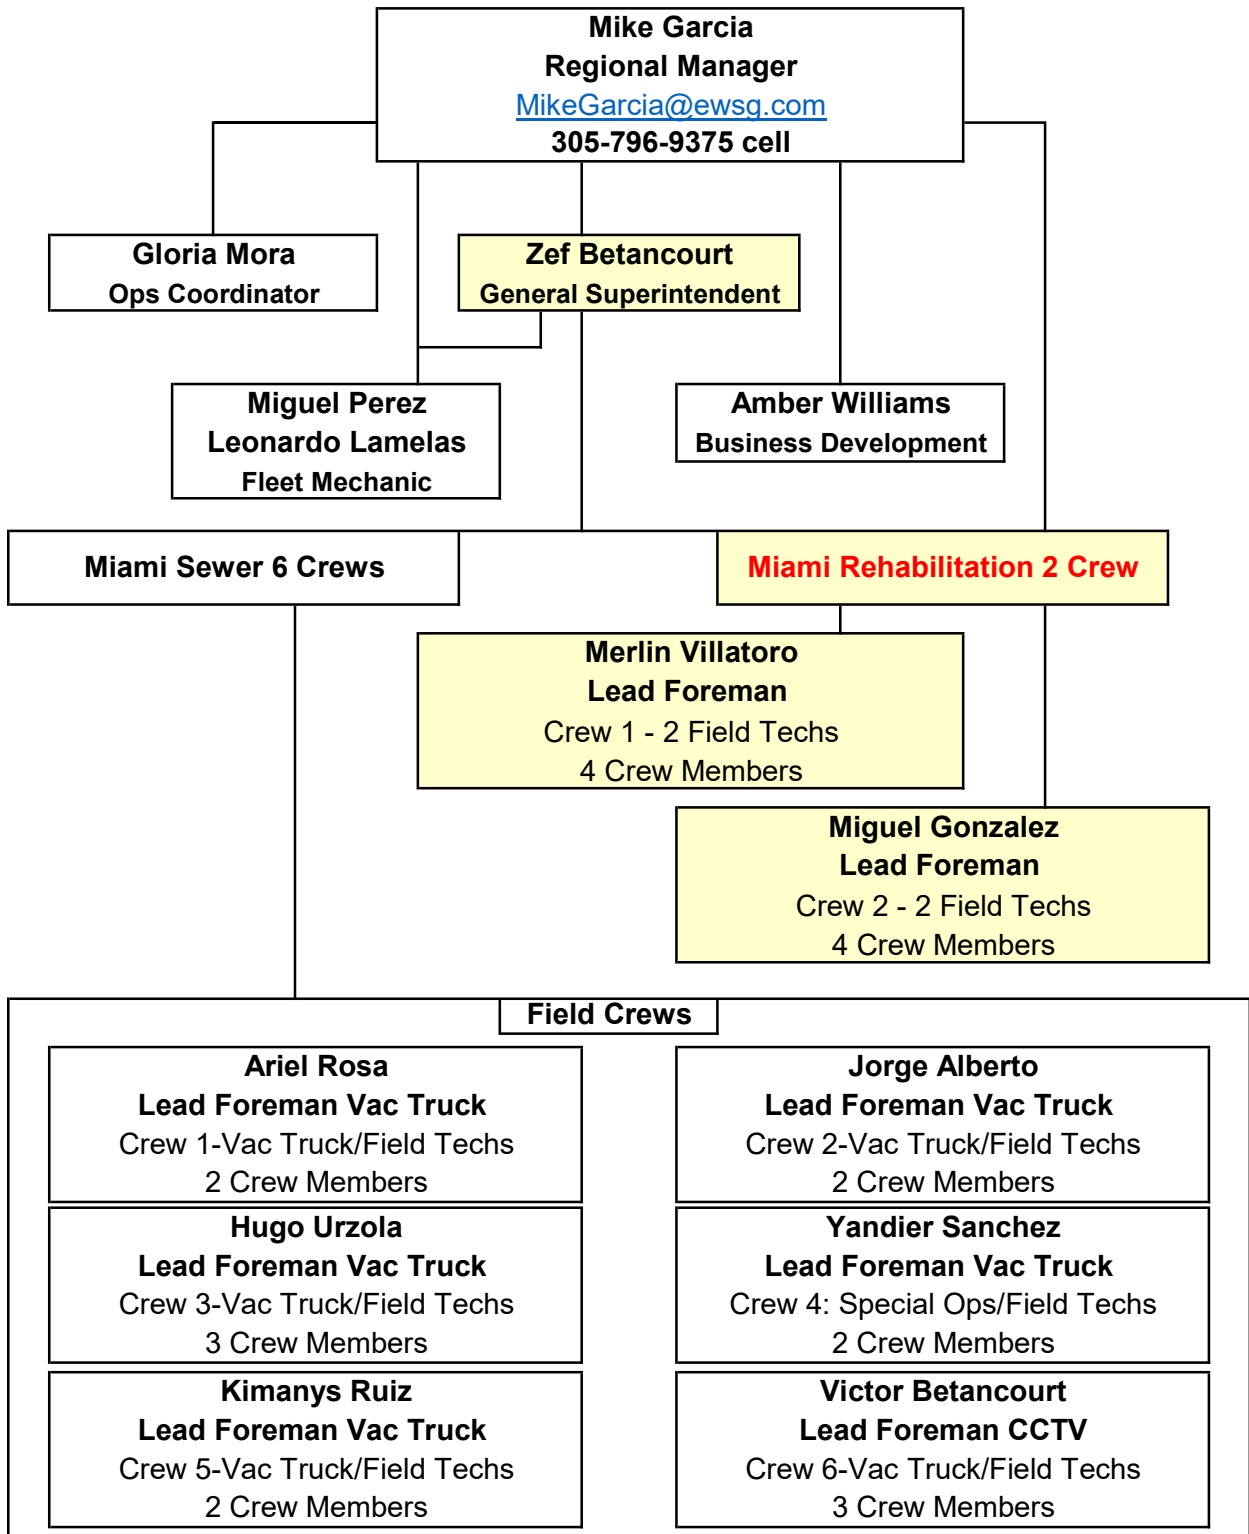 Mike Garcia
Regional Manager
MikeGarcia@ewsg.com
305-796-9375 cell
Gloria Mora
Ops Coordinator
Zef Betancourt
General Superintendent
Miguel Perez
Leonardo Lamelas
Fleet Mechanic
Amber Williams
Business Development
Miami Sewer 6 Crews
Miami Rehabilitation 2 Crew
Merlin Villatoro
Lead Foreman
Crew 1 - 2 Field Techs
4 Crew Members
Miguel Gonzalez
Lead Foreman
Crew 2 - 2 Field Techs
4 Crew Members
Field Crews
Ariel Rosa
Lead Foreman Vac Truck
Crew 1-Vac Truck/Field Techs
2 Crew Members
Jorge Alberto
Lead Foreman Vac Truck
Crew 2-Vac Truck/Field Techs
2 Crew Members
Hugo Urzola
Lead Foreman Vac Truck
Crew 3-Vac Truck/Field Techs
3 Crew Members
Yandier Sanchez
Lead Foreman Vac Truck
Crew 4: Special Ops/Field Techs
2 Crew Members
Kimanys Ruiz
Lead Foreman Vac Truck
Crew 5-Vac Truck/Field Techs
2 Crew Members
Victor Betancourt
Lead Foreman CCTV
Crew 6-Vac Truck/Field Techs
3 Crew Members